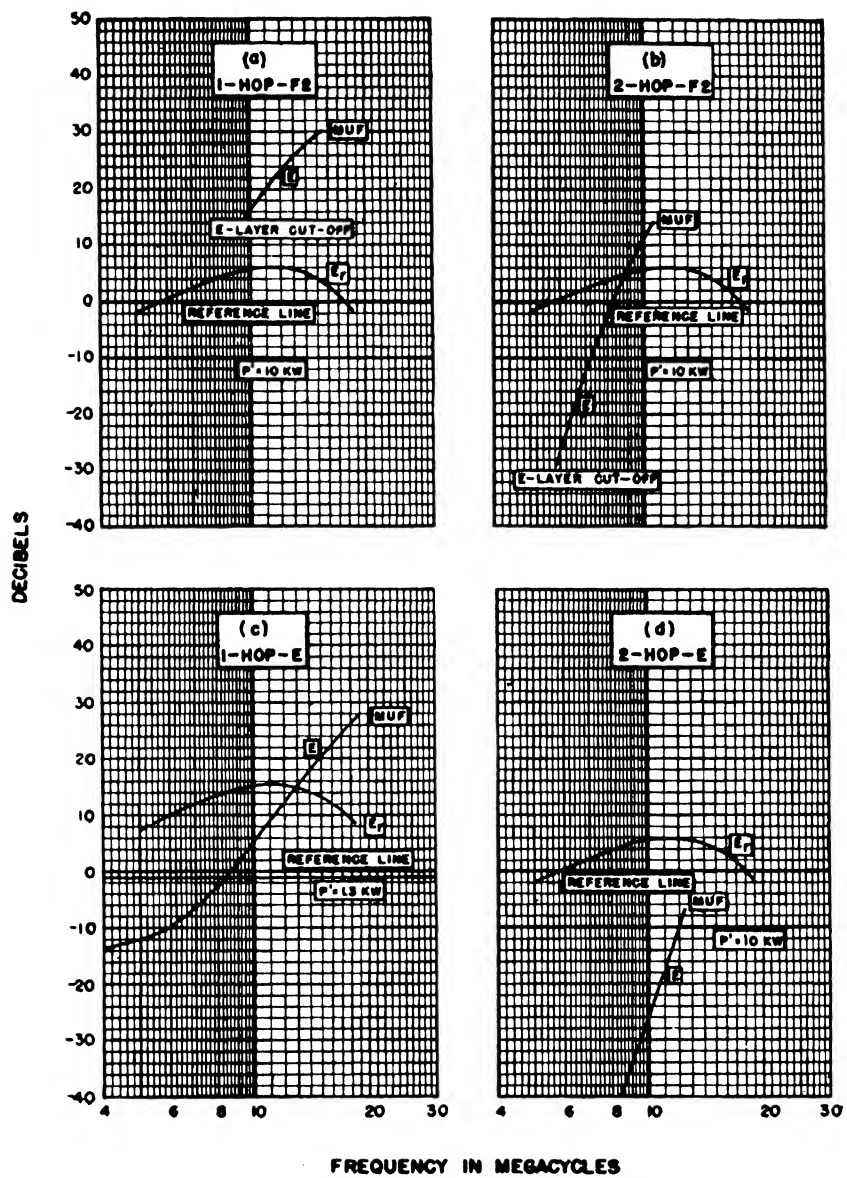 DECIBELS
50
40
30
20
10
0
-10
-20
-30
-40
(a)
1-HOP-F2
MUF
E
E-LAYER CUT-OFF
Er
REFERENCE LINE
P'=10 KW
(b)
2-HOP-F2
MUF
Er
REFERENCE LINE
P'=10 KW
E
E-LAYER CUT-OFF
50
40
30
20
10
0
-10
-20
-30
-40
(c)
1-HOP-E
MUF
E
Er
REFERENCE LINE
P'=1.5 KW
4 6 8 10 20 30
(d)
2-HOP-E
Er
REFERENCE LINE
MUF
P'=10 KW
E
4 6 8 10 20 30
FREQUENCY IN MEGACYCLES